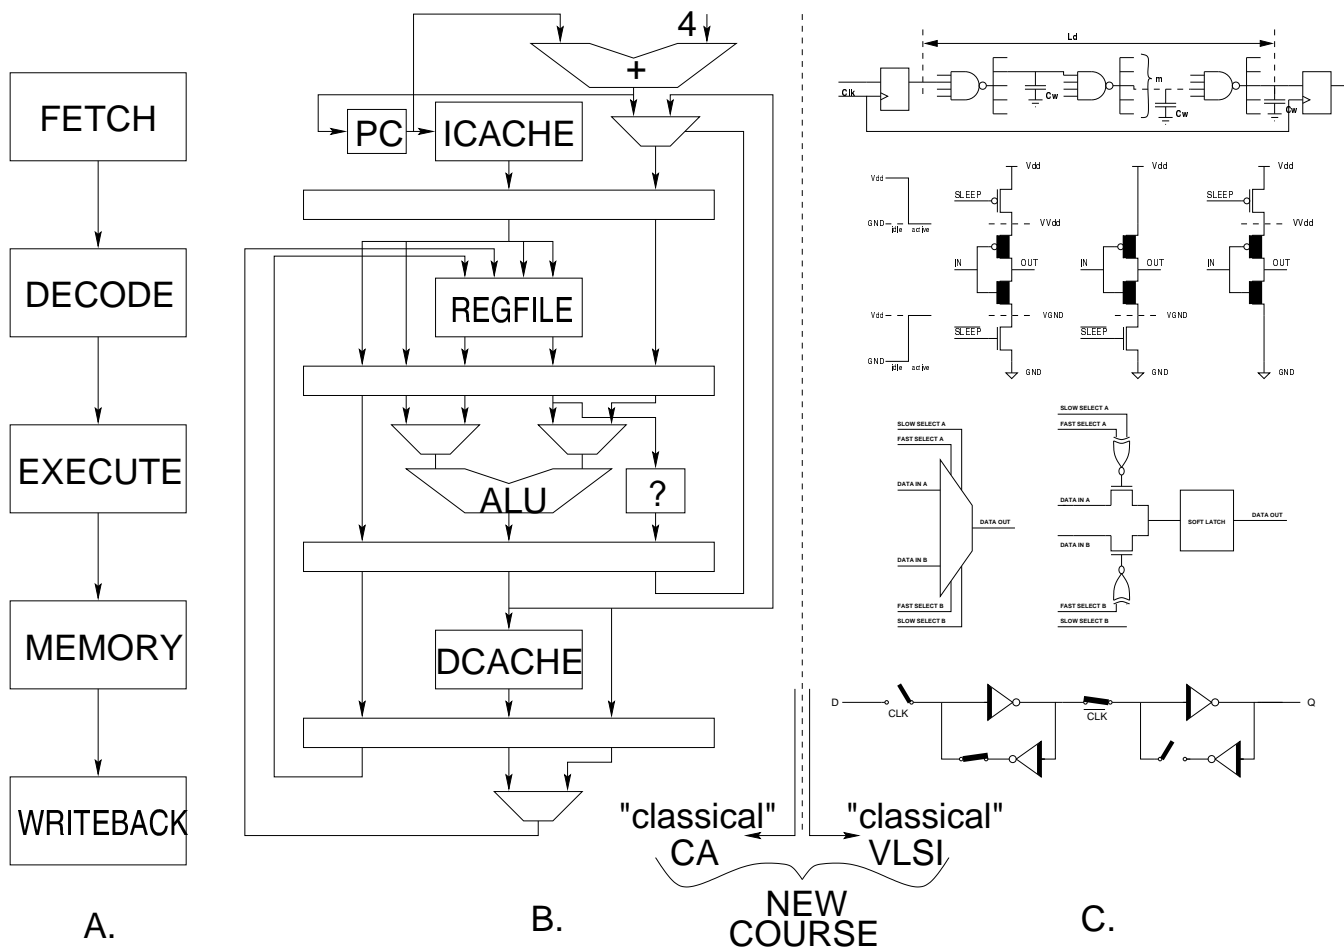 FETCH
DECODE
EXECUTE
MEMORY
WRITEBACK
A.
4
+
PC
ICACHE
REGFILE
ALU
?
DCACHE
B.
"classical"
CA
"classical"
VLSI
NEW
COURSE
Ld
Clk
Cw
m
Cw
Cw
Vdd
GND
idle
active
Vdd
GND
idle
active
Vdd
SLEEP
VVdd
IN
OUT
VGND
SLEEP
GND
Vdd
IN
OUT
VGND
SLEEP
GND
Vdd
SLEEP
VVdd
IN
OUT
GND
SLOW SELECT A
FAST SELECT A
DATA IN A
DATA OUT
DATA IN B
FAST SELECT B
SLOW SELECT B
SLOW SELECT A
FAST SELECT A
DATA IN A
SOFT LATCH
DATA OUT
DATA IN B
FAST SELECT B
SLOW SELECT B
D
CLK
CLK
Q
C.